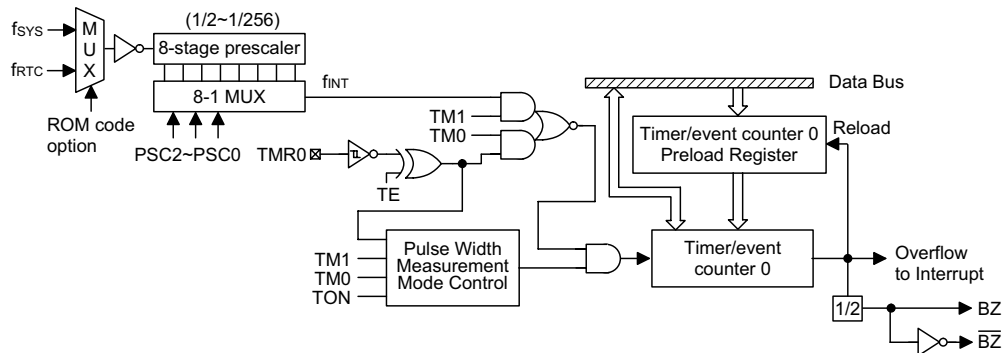 fSYS
fRTC
M
U
X
ROM code
option
(1/2~1/256)
8-stage prescaler
8-1 MUX
PSC2~PSC0
fINT
TM1
TM0
TMR0
TE
TM1
TM0
TON
Pulse Width
Measurement
Mode Control
Data Bus
Timer/event counter 0
Preload Register
Reload
Timer/event
counter 0
Overflow
to Interrupt
1/2
BZ
B̅Z̅